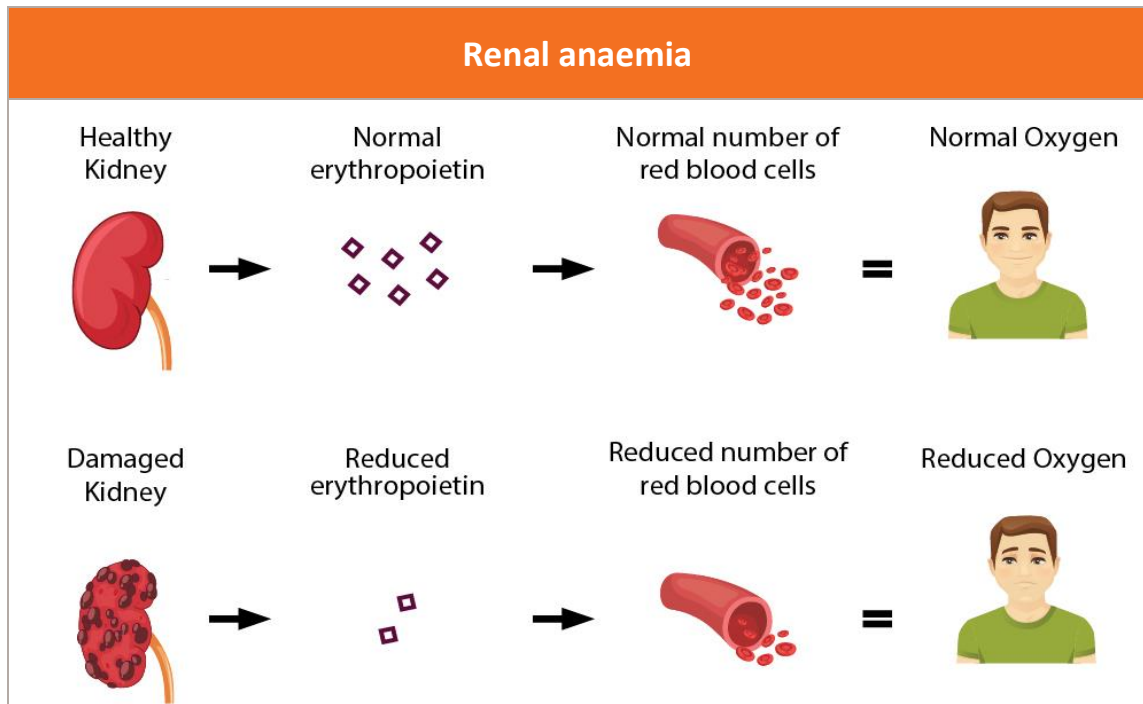 Renal anaemia
Healthy
Kidney
Normal
erythropoietin
Normal number of
red blood cells
Normal Oxygen
Damaged
Kidney
Reduced
erythropoietin
Reduced number of
red blood cells
Reduced Oxygen